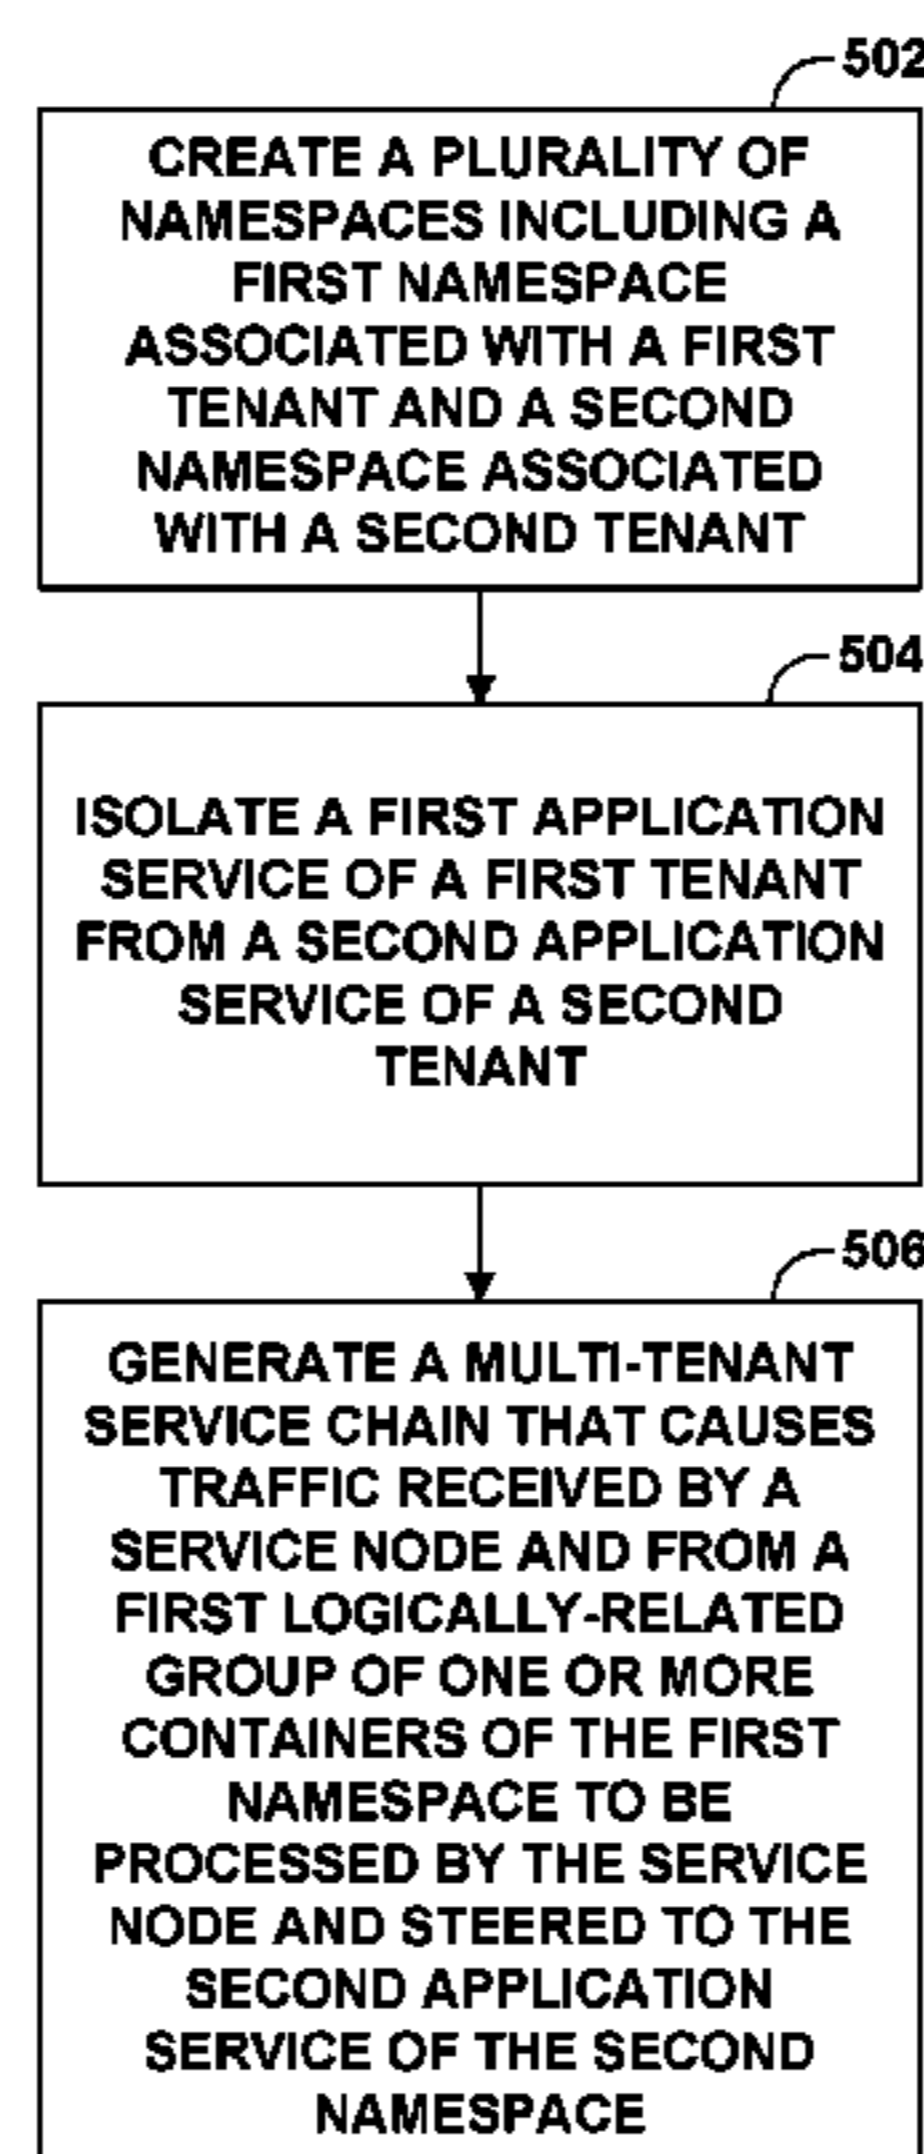 502
CREATE A PLURALITY OF
NAMESPACES INCLUDING A
FIRST NAMESPACE
ASSOCIATED WITH A FIRST
TENANT AND A SECOND
NAMESPACE ASSOCIATED
WITH A SECOND TENANT
504
ISOLATE A FIRST APPLICATION
SERVICE OF A FIRST TENANT
FROM A SECOND APPLICATION
SERVICE OF A SECOND
TENANT
506
GENERATE A MULTI-TENANT
SERVICE CHAIN THAT CAUSES
TRAFFIC RECEIVED BY A
SERVICE NODE AND FROM A
FIRST LOGICALLY-RELATED
GROUP OF ONE OR MORE
CONTAINERS OF THE FIRST
NAMESPACE TO BE
PROCESSED BY THE SERVICE
NODE AND STEERED TO THE
SECOND APPLICATION
SERVICE OF THE SECOND
NAMESPACE